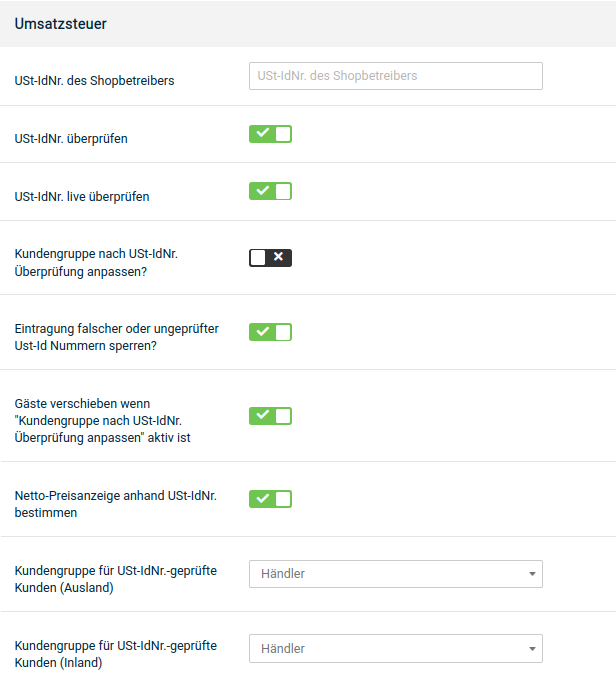 Umsatzsteuer
USt-IdNr. des Shopbetreibers
USt-IdNr. des Shopbetreibers
USt-IdNr. überprüfen
USt-IdNr. live überprüfen
Kundengruppe nach USt-IdNr.
Überprüfung anpassen?
Eintragung falscher oder ungeprüfter
Ust-Id Nummern sperren?
Gäste verschieben wenn
"Kundengruppe nach USt-IdNr.
Überprüfung anpassen" aktiv ist
Netto-Preisanzeige anhand USt-IdNr.
bestimmen
Kundengruppe für USt-IdNr.-geprüfte
Kunden (Ausland)
Händler
Kundengruppe für USt-IdNr.-geprüfte
Kunden (Inland)
Händler